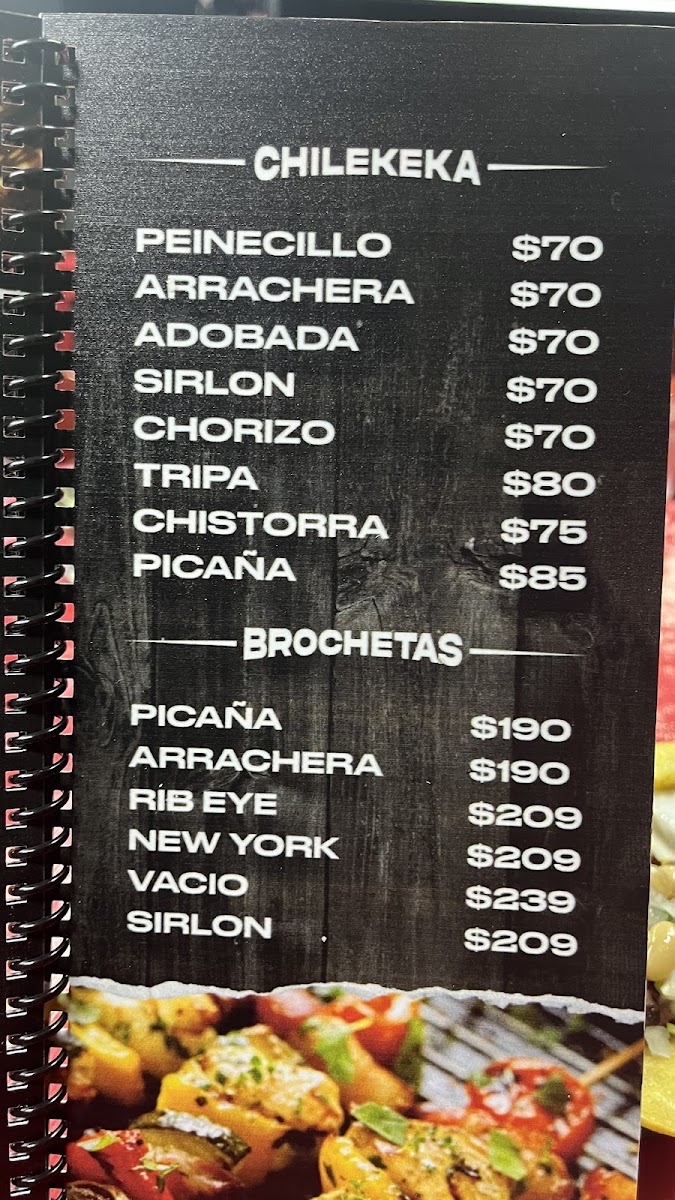 CHILEKEKA
PEINECILLO $70
ARRACHERA $70
ADOBADA $70
SIRLON $70
CHORIZO $70
TRIPA $80
CHISTORRA $75
PICAÑA $85
BROCHETAS
PICAÑA $190
ARRACHERA $190
RIB EYE $209
NEW YORK $209
VACIO $239
SIRLON $209